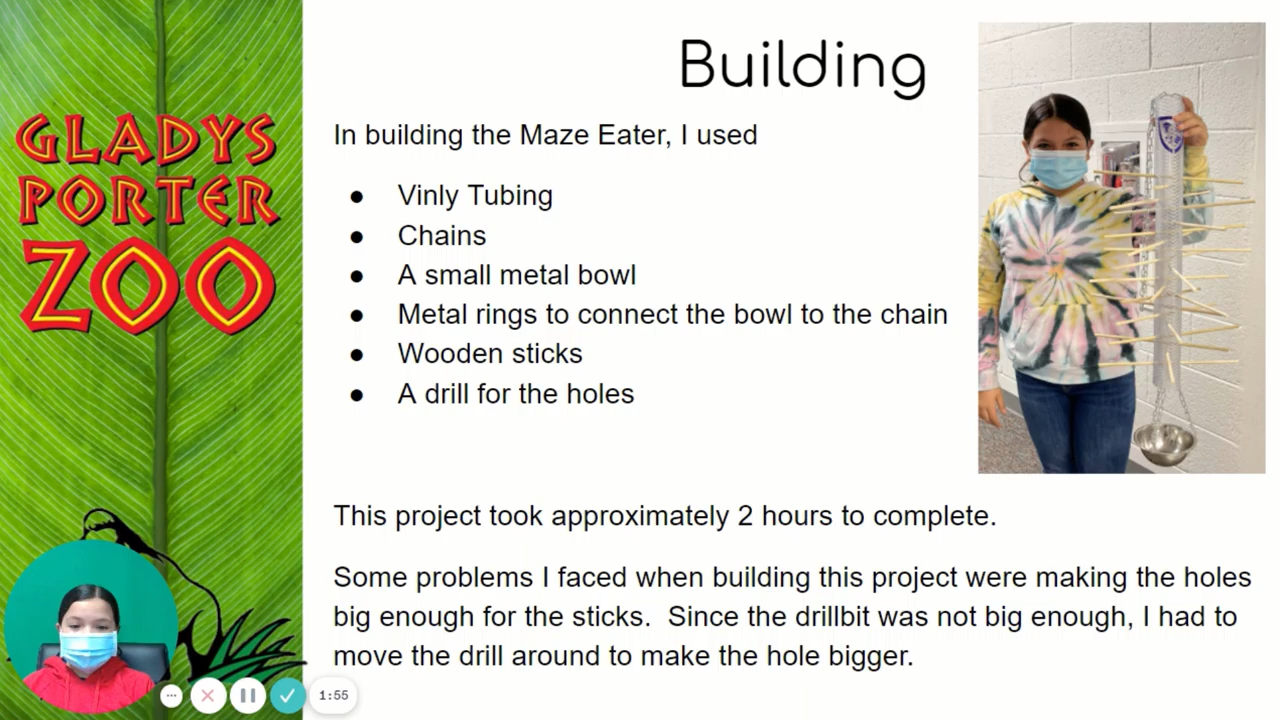 Building
GLADYS
PORTER
ZOO
In building the Maze Eater, I used
● Vinly Tubing
● Chains
● A small metal bowl
● Metal rings to connect the bowl to the chain
● Wooden sticks
● A drill for the holes
This project took approximately 2 hours to complete.
Some problems I faced when building this project were making the holes
big enough for the sticks.  Since the drillbit was not big enough, I had to
move the drill around to make the hole bigger.
1:55